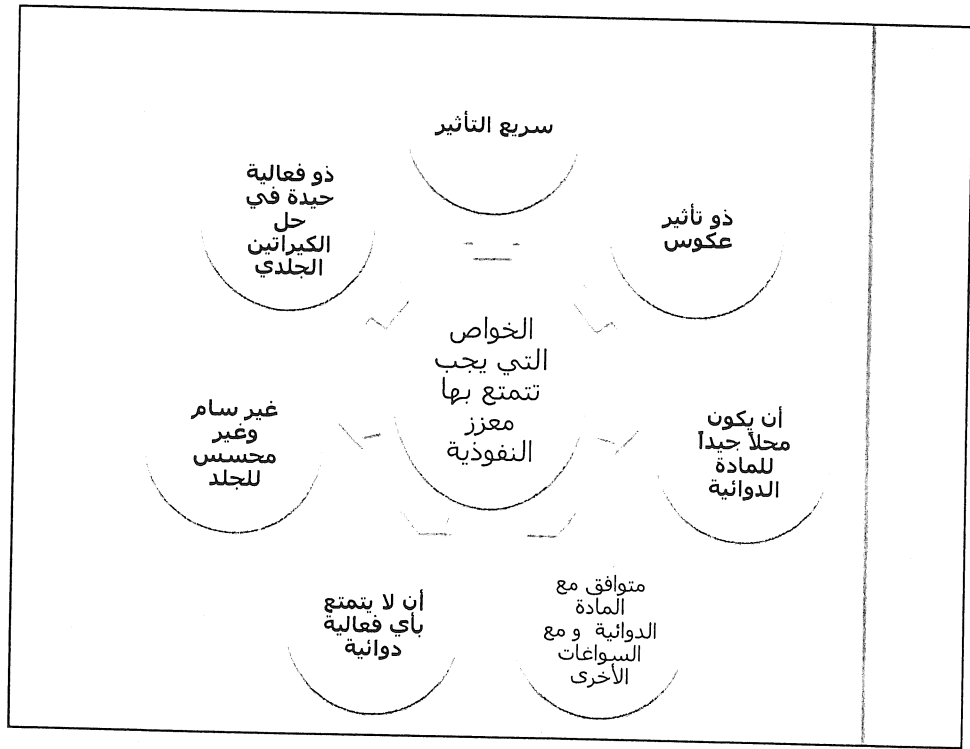 سريع التأثير
ذو تأثير
عكوس
أن يكون
محلاً جيداً
للمادة
الدوائية
متوافق مع
المادة
الدوائية و مع
السواغات
الأخرى
أن لا يتمتع
بأي فعالية
دوائية
غير سام
وغير
محسس
للجلد
ذو فعالية
حيدة في
حل
الكيراتين
الجلدي
الخواص
التي يجب
تتمتع بها
معزز
النفوذية